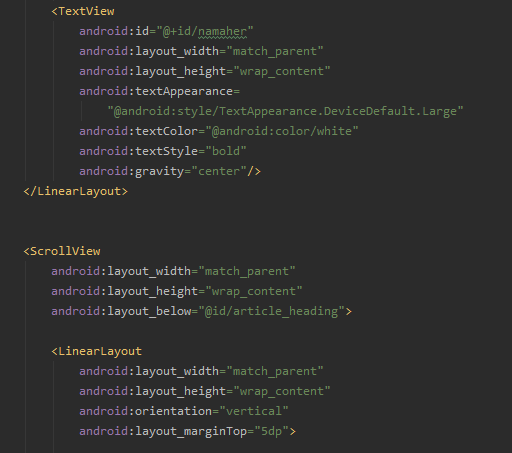 <TextView
android:id="@+id/namaher"
android:layout_width="match_parent"
android:layout_height="wrap_content"
android:textAppearance=
"@android:style/TextAppearance.DeviceDefault.Large"
android:textColor="@android:color/white"
android:textStyle="bold"
android:gravity="center"/>
</LinearLayout>
<ScrollView
android:layout_width="match_parent"
android:layout_height="wrap_content"
android:layout_below="@id/article_heading">
<LinearLayout
android:layout_width="match_parent"
android:layout_height="wrap_content"
android:orientation="vertical"
android:layout_marginTop="5dp">